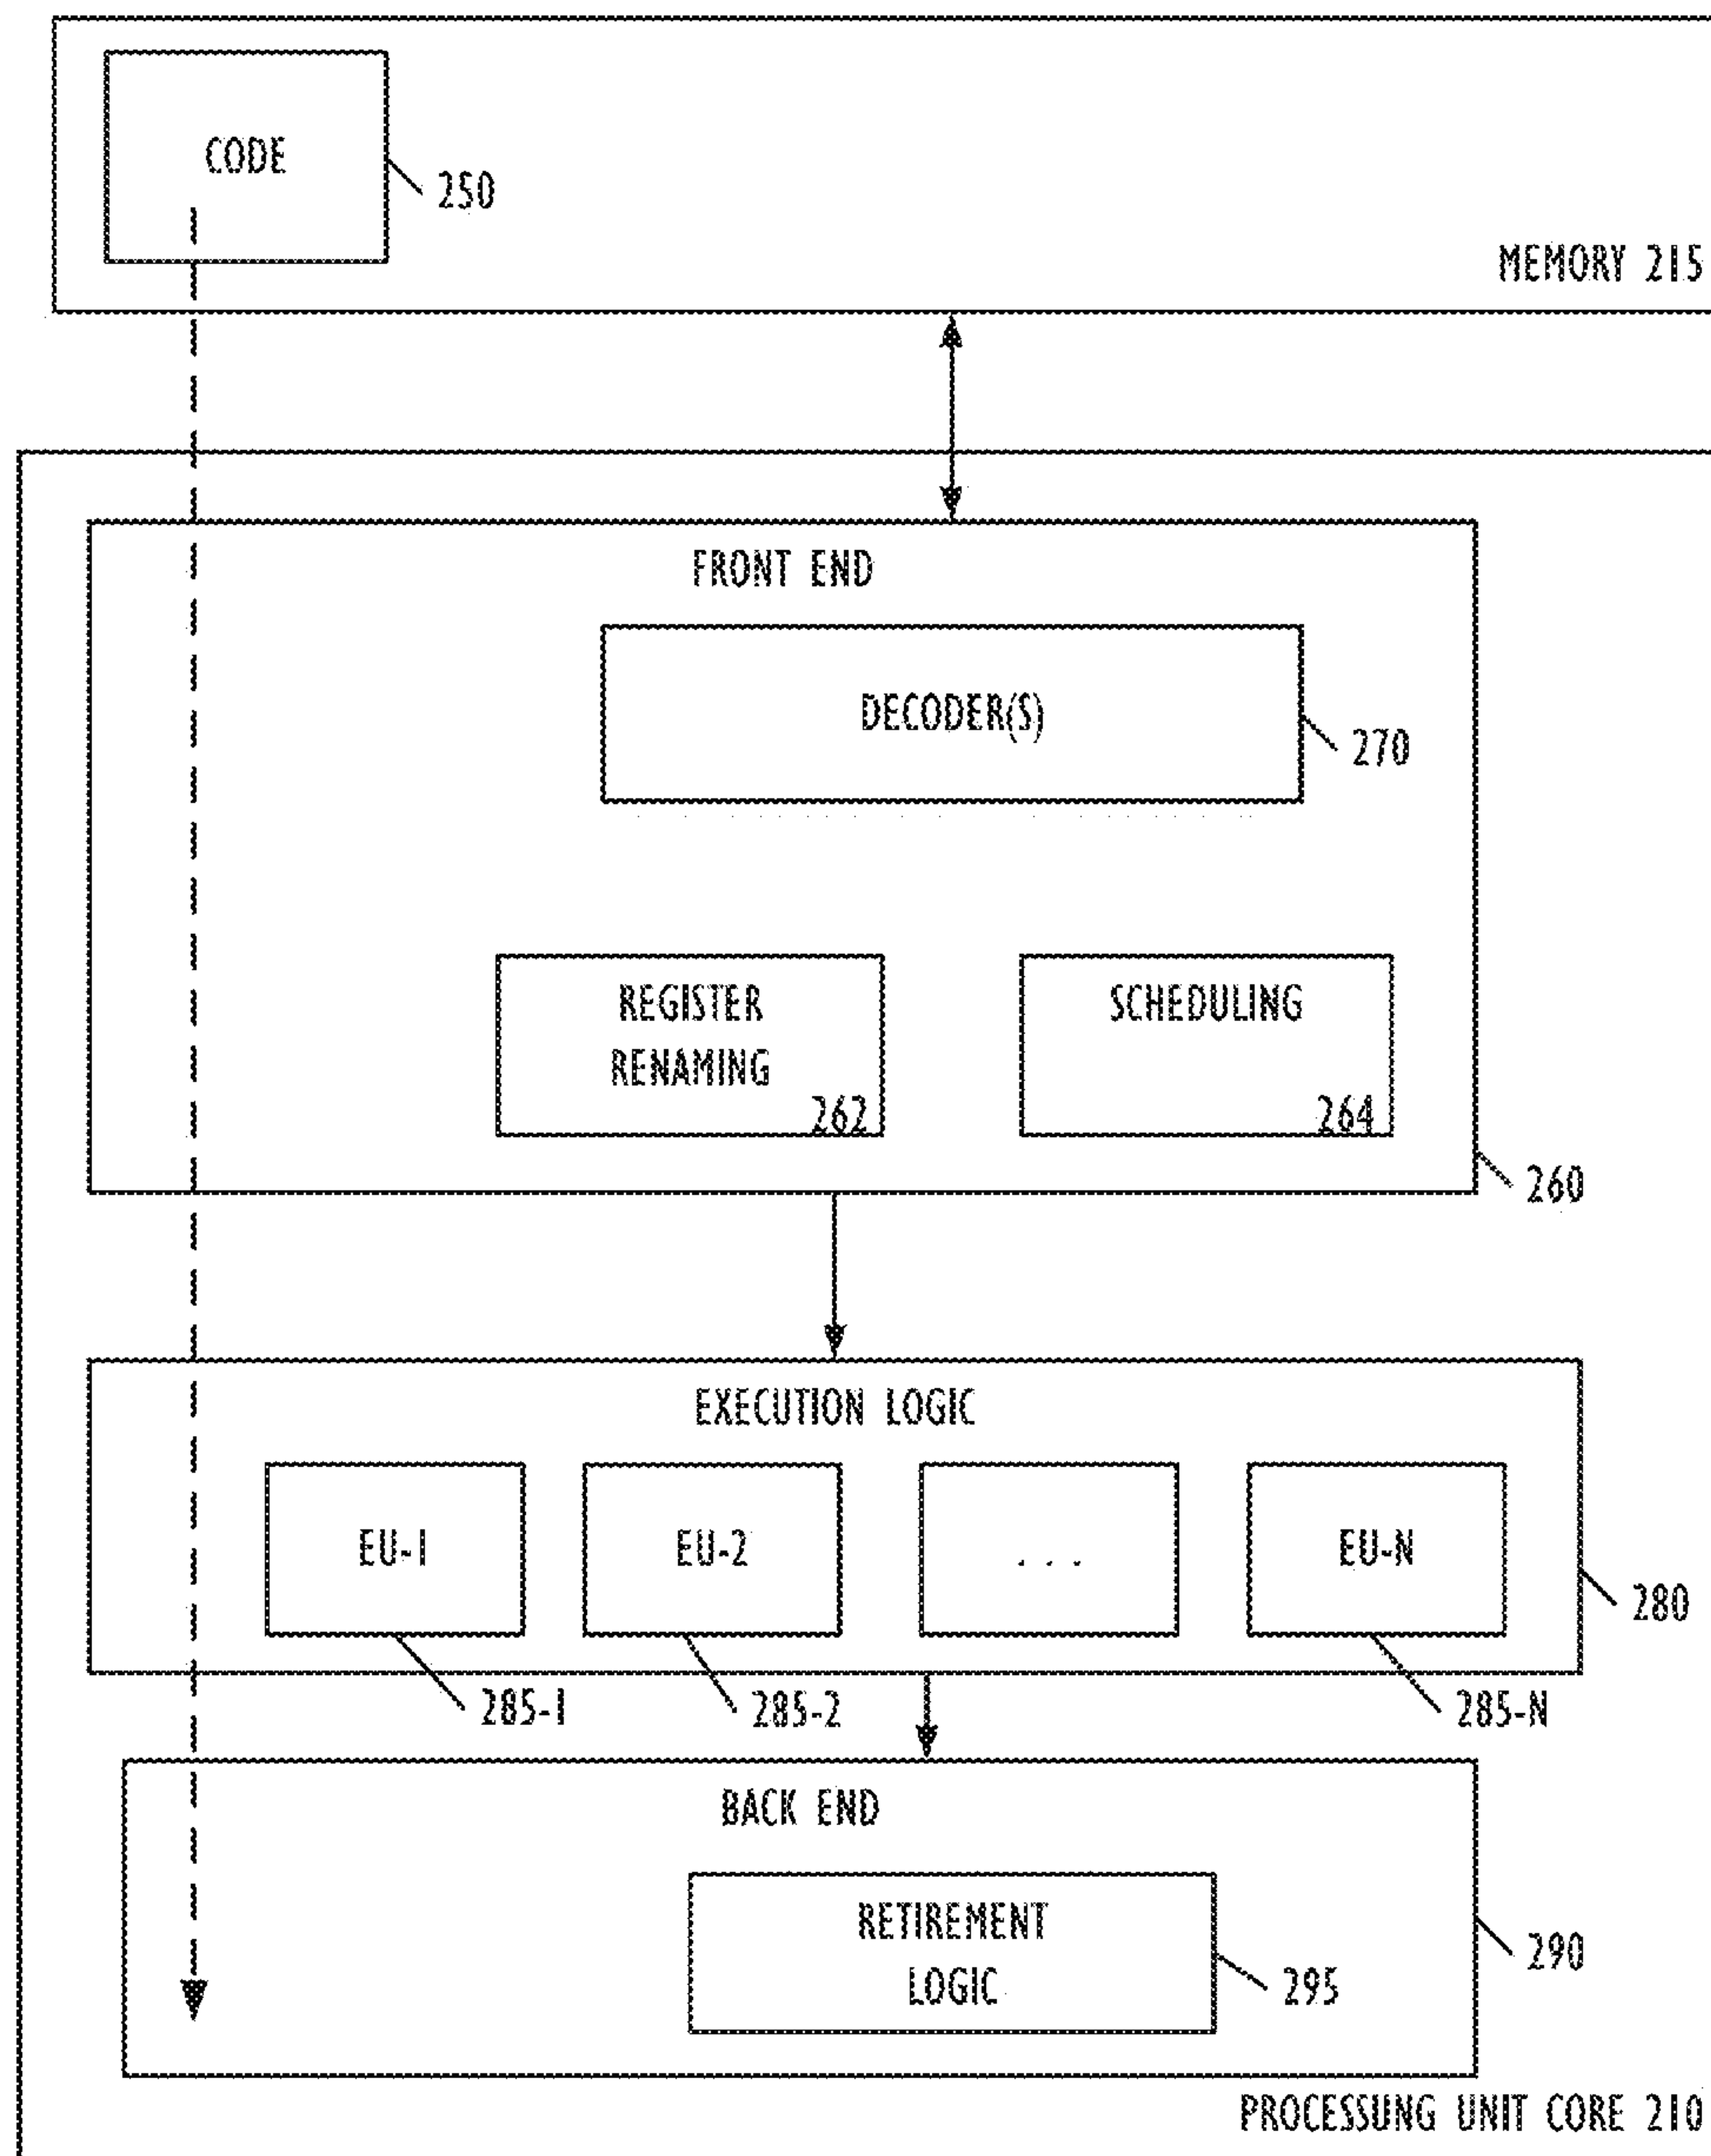 CODE
250
MEMORY 215
FRONT END
DECODER(S)
270
REGISTER
RENAMING
262
SCHEDULING
264
260
EXECUTION LOGIC
EU-1
EU-2
. . .
EU-N
280
285-1
285-2
285-N
BACK END
RETIREMENT
LOGIC
295
290
PROCESSUNG UNIT CORE 210